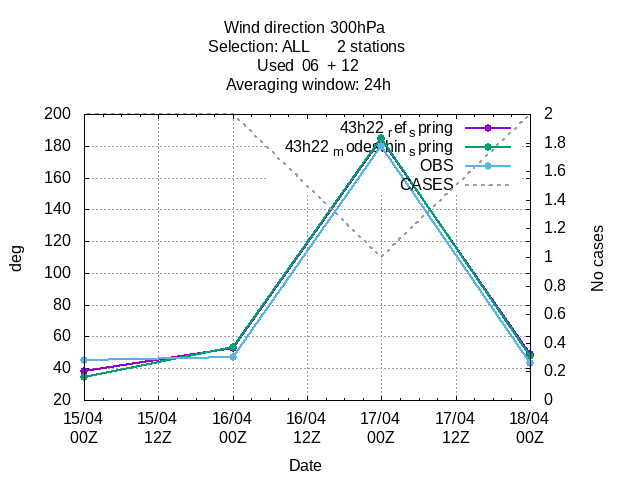 Wind direction 300hPa
Selection: ALL 2 stations
Used 06 + 12
Averaging window: 24h
43h22 refspring
OBS
CASES
200
180
160
140
120
100
80
60
40
20
deg
2
1.8
1.6
1.4
1.2
1
0.8
0.6
0.4
0.2
0
No cases
15/04 15/04 16/04 16/04 17/04 17/04 18/04
00Z 12Z 00Z 12Z 00Z 12Z 00Z
Date